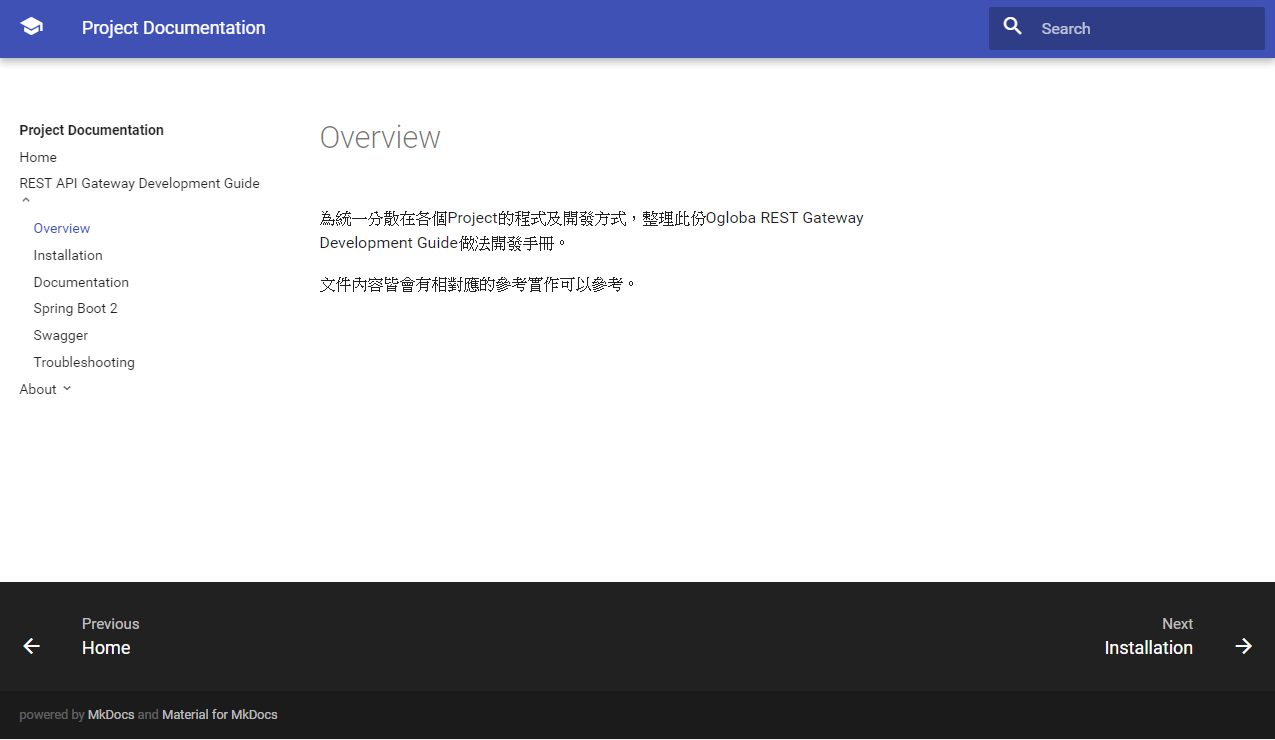 Project Documentation
Search
Project Documentation
Home
REST API Gateway Development Guide
Overview
Installation
Documentation
Spring Boot 2
Swagger
Troubleshooting
About
Overview
為統一分散在各個Project的程式及開發方式，整理此份Ogloba REST Gateway
Development Guide做法開發手冊。
文件內容皆會有相對應的參考實作可以參考。
Previous
Home
Next
Installation
powered by MkDocs and Material for MkDocs